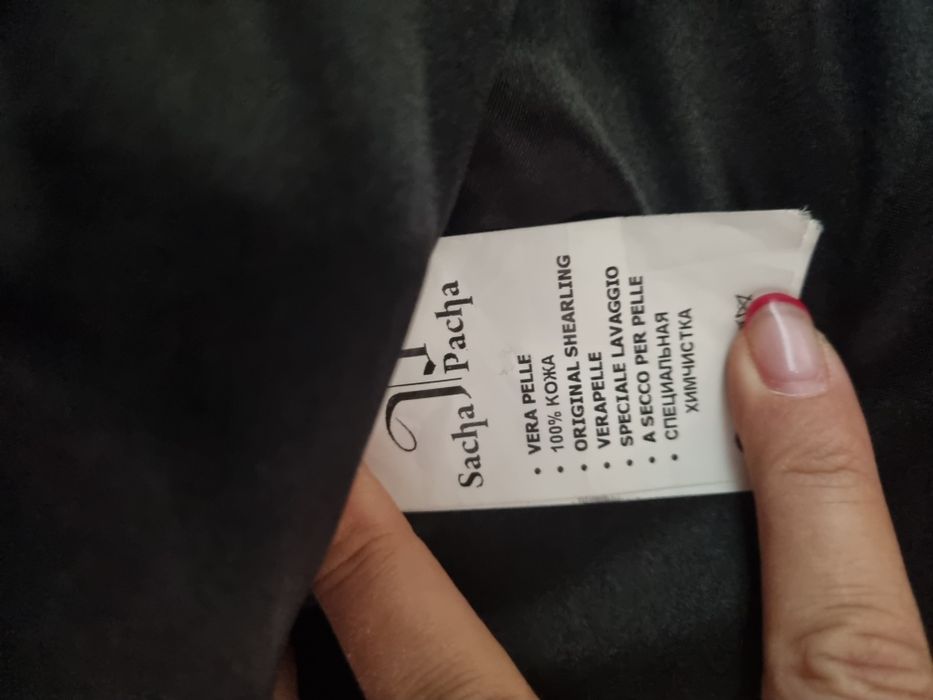 Sacha Pacha
• VERA PELLE
• 100% КОЖА
• ORIGINAL SHEARLING
• VERAPELLE
• SPECIALE LAVAGGIO
• A SECCO PER PELLE
• СПЕЦИАЛЬНАЯ
ХИМЧИСТКА